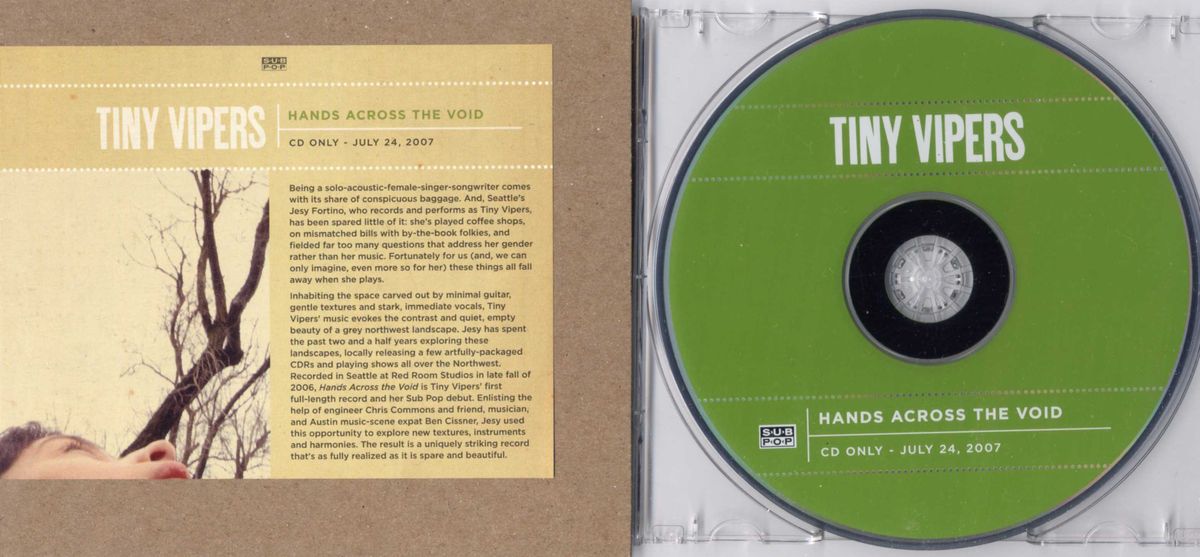 SUB
POP
TINY VIPERS
HANDS ACROSS THE VOID
CD ONLY - JULY 24, 2007
Being a solo-acoustic-female-singer-songwriter comes
with its share of conspicuous baggage. And, Seattle's
Jesy Fortino, who records and performs as Tiny Vipers,
has been spared little of it: she's played coffee shops,
on mismatched bills with by-the-book folkies, and
fielded far too many questions that address her gender
rather than her music. Fortunately for us (and, we can
only imagine, even more so for her) these things all fall
away when she plays.
Inhabiting the space carved out by minimal guitar,
gentle textures and stark, immediate vocals, Tiny
Vipers' music evokes the contrast and quiet, empty
beauty of a grey northwest landscape. Jesy has spent
the past two and a half years exploring these
landscapes, locally releasing a few artfully-packaged
CDRs and playing shows all over the Northwest.
Recorded in Seattle at Red Room Studios in late fall of
2006, Hands Across the Void is Tiny Vipers' first
full-length record and her Sub Pop debut. Enlisting the
help of engineer Chris Commons and friend, musician,
and Austin music-scene expat Ben Cissner, Jesy used
this opportunity to explore new textures, instruments
and harmonies. The result is a uniquely striking record
that's as fully realized as it is spare and beautiful.
TINY VIPERS
SUB
POP
HANDS ACROSS THE VOID
CD ONLY - JULY 24, 2007